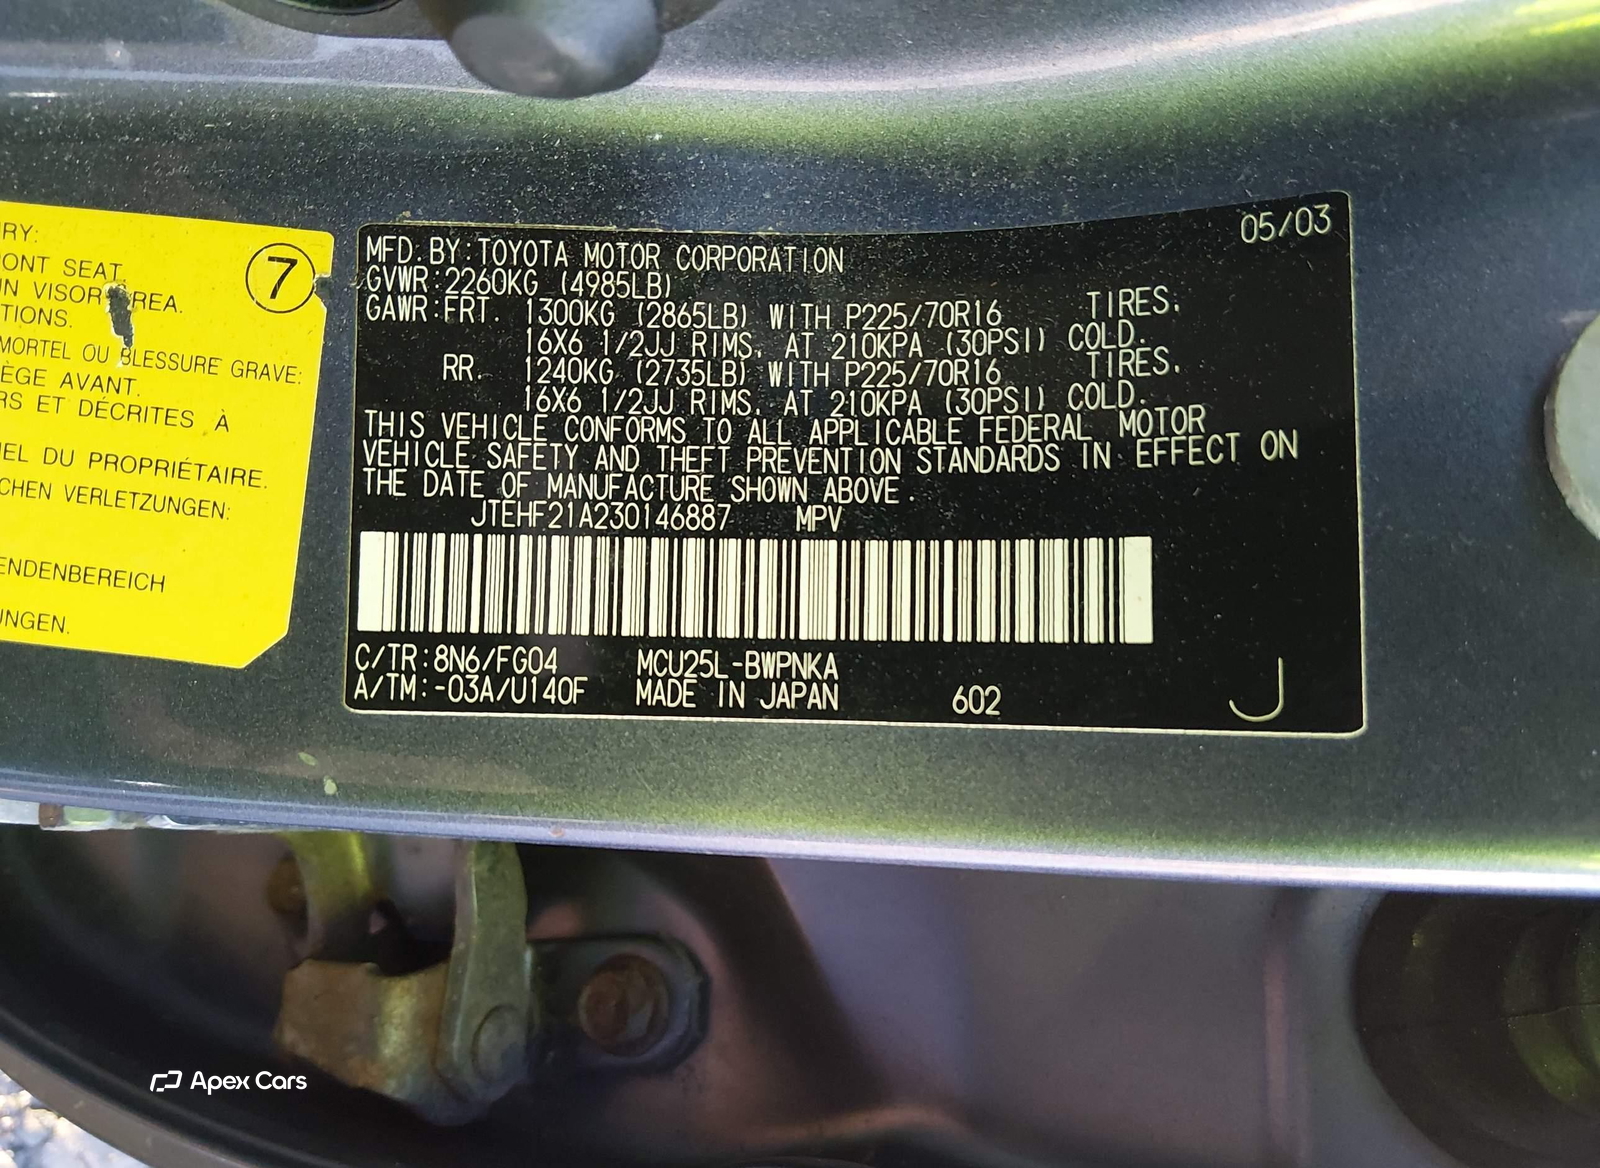 RY:
ONT SEAT.
IN VISOR AREA.
TIONS.
MORTEL OU BLESSURE GRAVE:
ÈGE AVANT.
RS ET DÉCRITES À
EL DU PROPRIÉTAIRE.
CHEN VERLETZUNGEN:
ENDENBEREICH
UNGEN.
7
05/03
MFD. BY: TOYOTA MOTOR CORPORATION
GVWR: 2260KG (4985LB)
GAWR: FRT. 1300KG (2865LB) WITH P225/70R16 TIRES.
16X6 1/2JJ RIMS. AT 210KPA (30PSI) COLD.
RR. 1240KG (2735LB) WITH P225/70R16 TIRES.
16X6 1/2JJ RIMS. AT 210KPA (30PSI) COLD.
THIS VEHICLE CONFORMS TO ALL APPLICABLE FEDERAL MOTOR
VEHICLE SAFETY AND THEFT PREVENTION STANDARDS IN EFFECT ON
THE DATE OF MANUFACTURE SHOWN ABOVE.
JTEHF21A230146887 MPV
C/TR: 8N6/FG04 MCU25L-BWPNKA
A/TM: -03A/U140F MADE IN JAPAN 602 J
Apex Cars